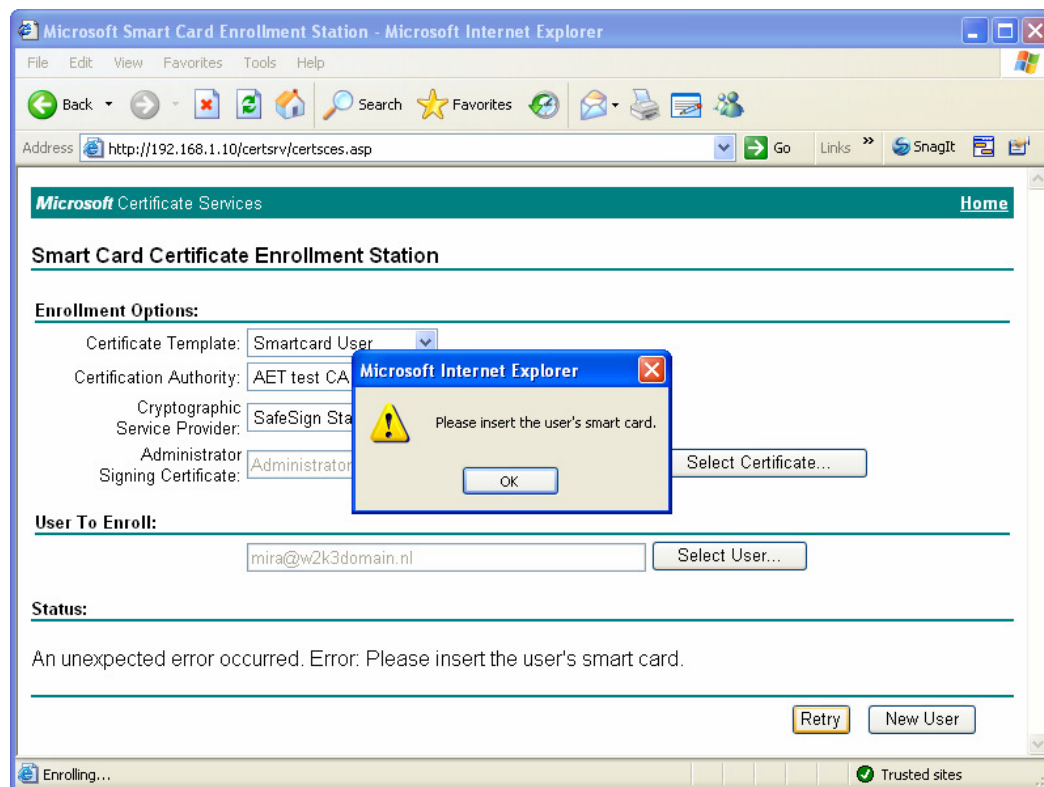 Microsoft Smart Card Enrollment Station - Microsoft Internet Explorer
File Edit View Favorites Tools Help
Back Search Favorites
Address http://192.168.1.10/certsrv/certsces.asp Go Links » SnagIt
Microsoft Certificate Services Home
Smart Card Certificate Enrollment Station
Enrollment Options:
Certificate Template: Smartcard User
Certification Authority: AET test CA
Cryptographic
Service Provider: SafeSign Sta
Administrator
Signing Certificate: Administrator Select Certificate...
Microsoft Internet Explorer
Please insert the user's smart card.
OK
User To Enroll:
mira@w2k3domain.nl Select User...
Status:
An unexpected error occurred. Error: Please insert the user's smart card.
Retry New User
Enrolling... Trusted sites